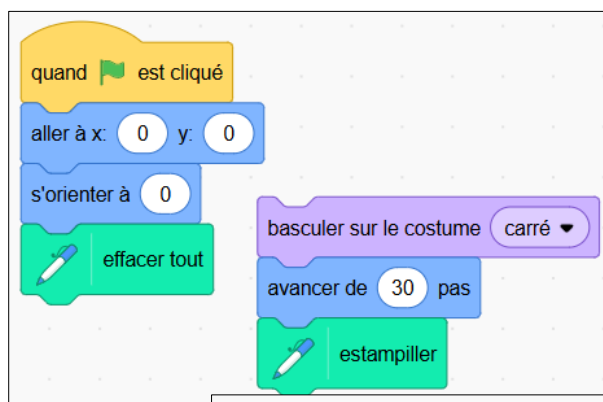 quand est cliqué
aller à x: 0 y: 0
s'orienter à 0
effacer tout
basculer sur le costume carré
avancer de 30 pas
estampiller